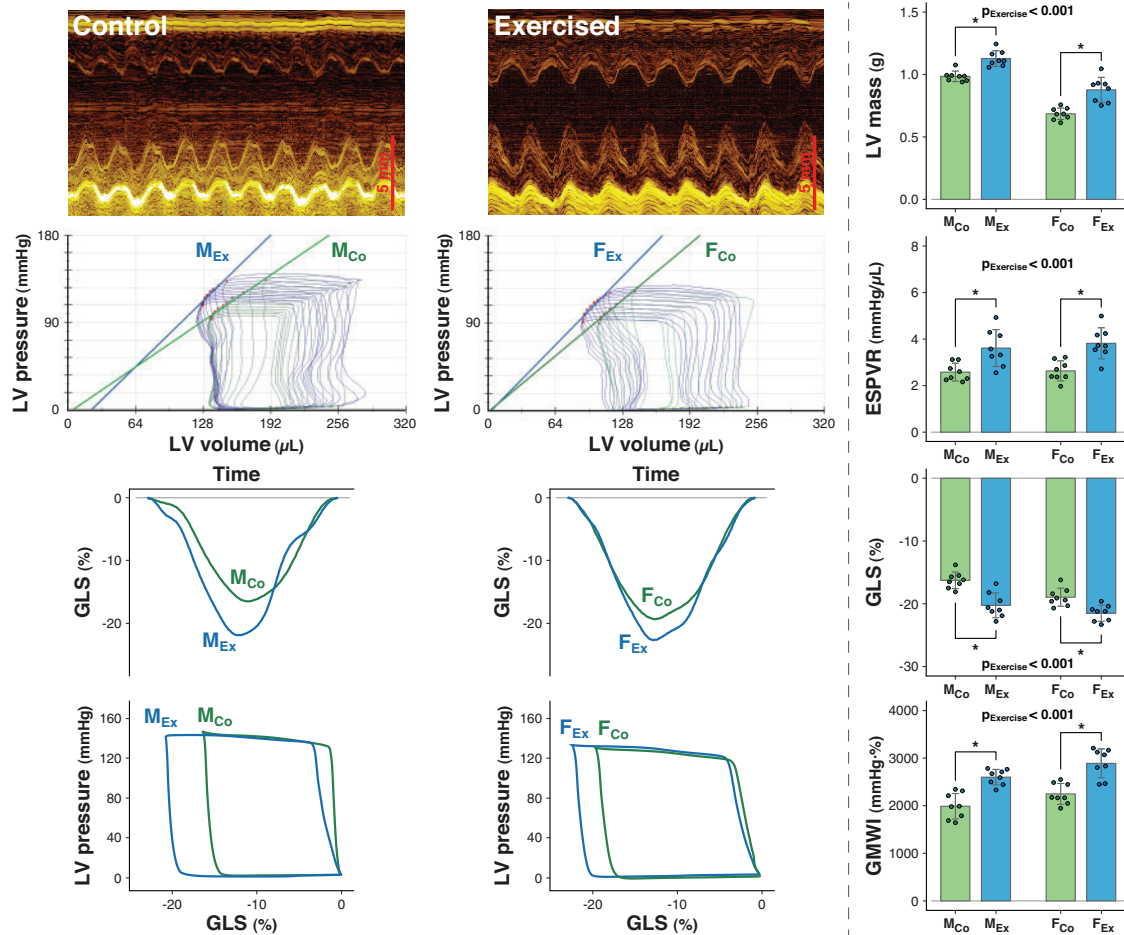 Control
5 mm
Exercised
5 mm
LV pressure (mmHg)
180
90
0
M_Ex
M_Co
0 64 128 192 256 320
LV volume (µL)
LV pressure (mmHg)
180
90
0
F_Ex
F_Co
0 64 128 192 256 320
LV volume (µL)
Time
GLS (%)
0
-10
-20
M_Co
M_Ex
Time
GLS (%)
0
-10
-20
F_Co
F_Ex
LV pressure (mmHg)
160
120
80
40
0
M_Ex
M_Co
-20 -10 0
GLS (%)
LV pressure (mmHg)
160
120
80
40
0
F_Ex
F_Co
-20 -10 0
GLS (%)
LV mass (g)
1.5
1.0
0.5
0.0
p_Exercise < 0.001
*
*
M_Co M_Ex F_Co F_Ex
ESPVR (mmHg/µL)
8
6
4
2
0
p_Exercise < 0.001
*
*
M_Co M_Ex F_Co F_Ex
GLS (%)
0
-10
-20
-30
*
*
p_Exercise < 0.001
M_Co M_Ex F_Co F_Ex
GMWI (mmHg·%)
4000
3000
2000
1000
0
p_Exercise < 0.001
*
*
M_Co M_Ex F_Co F_Ex